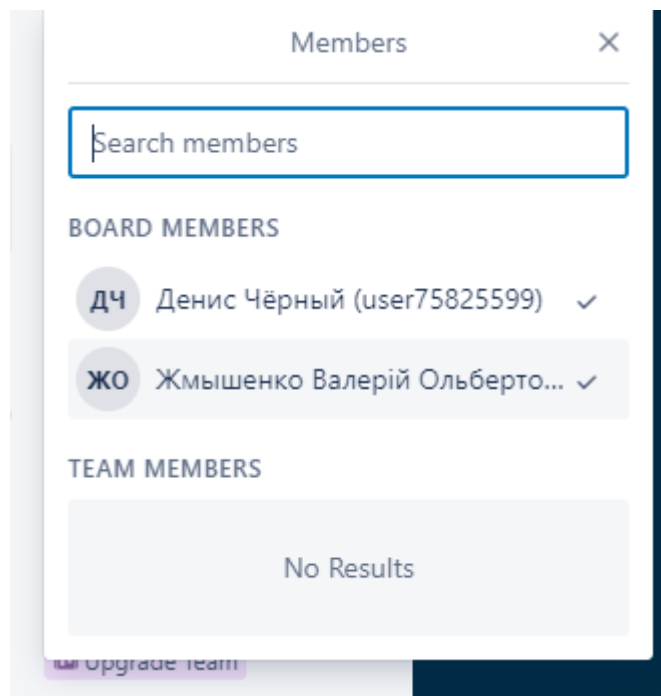 Members
Search members
BOARD MEMBERS
ДЧ Денис Чёрный (user75825599)
ЖО Жмышенко Валерій Ольберто...
TEAM MEMBERS
No Results
Upgrade Team